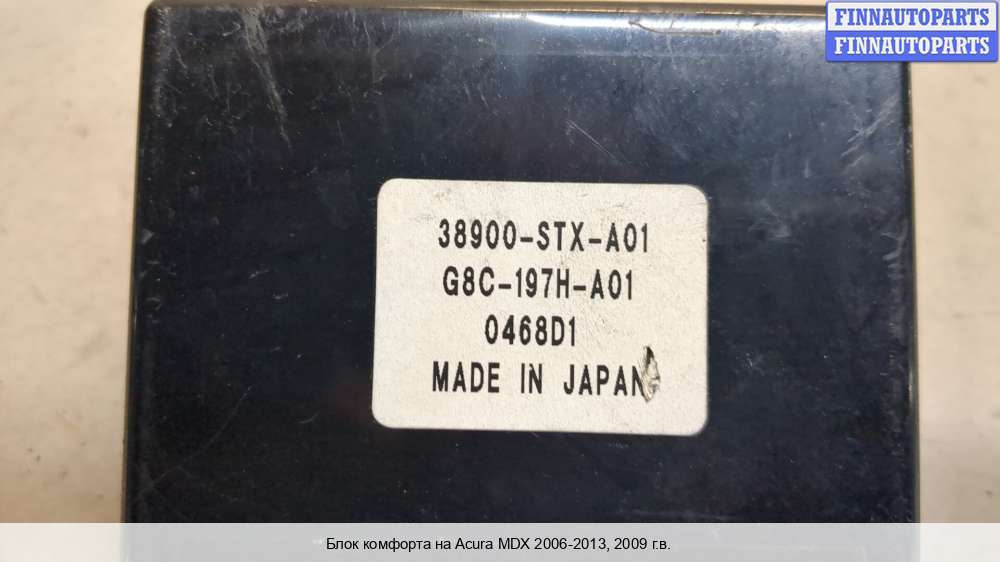 FINNAUTOPARTS
FINNAUTOPARTS
38900-STX-A01
G8C-197H-A01
0468D1
MADE IN JAPAN
Блок комфорта на Acura MDX 2006-2013, 2009 г.в.